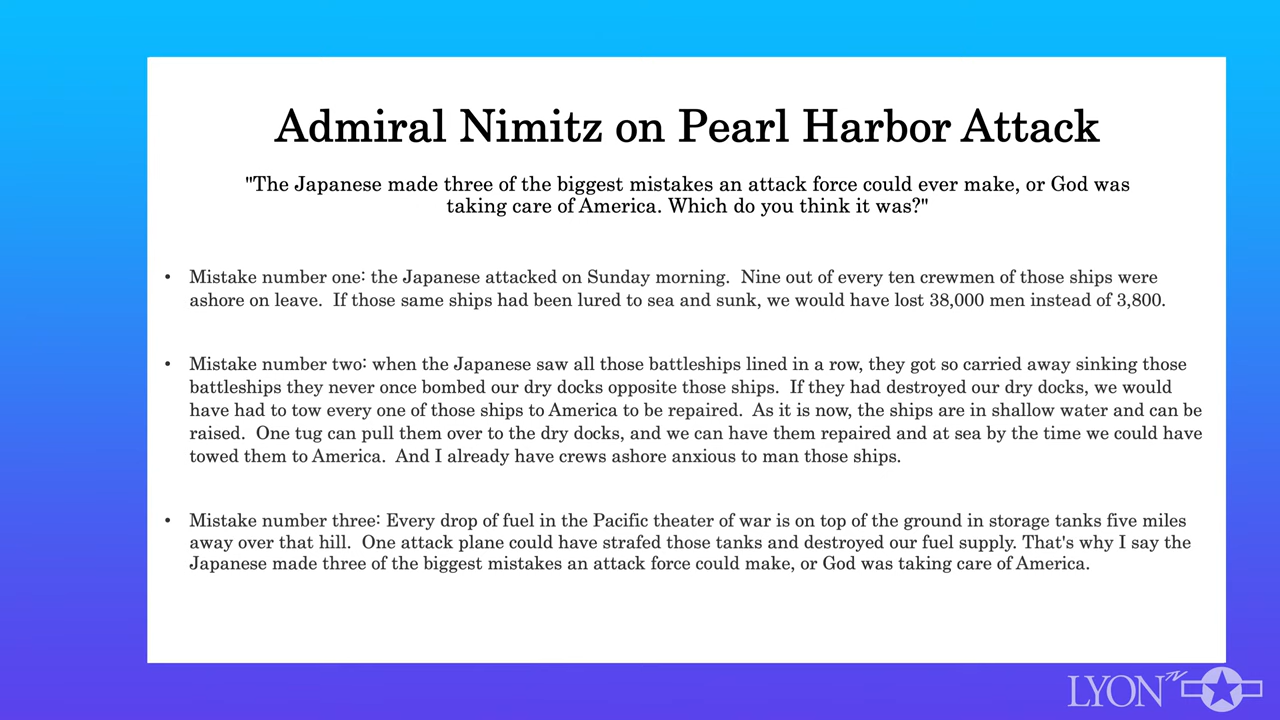 Admiral Nimitz on Pearl Harbor Attack
"The Japanese made three of the biggest mistakes an attack force could ever make, or God was
taking care of America. Which do you think it was?"
• Mistake number one: the Japanese attacked on Sunday morning.  Nine out of every ten crewmen of those ships were
ashore on leave.  If those same ships had been lured to sea and sunk, we would have lost 38,000 men instead of 3,800.
• Mistake number two: when the Japanese saw all those battleships lined in a row, they got so carried away sinking those
battleships they never once bombed our dry docks opposite those ships.  If they had destroyed our dry docks, we would
have had to tow every one of those ships to America to be repaired.  As it is now, the ships are in shallow water and can be
raised.  One tug can pull them over to the dry docks, and we can have them repaired and at sea by the time we could have
towed them to America.  And I already have crews ashore anxious to man those ships.
• Mistake number three: Every drop of fuel in the Pacific theater of war is on top of the ground in storage tanks five miles
away over that hill.  One attack plane could have strafed those tanks and destroyed our fuel supply. That's why I say the
Japanese made three of the biggest mistakes an attack force could make, or God was taking care of America.
LYON TV